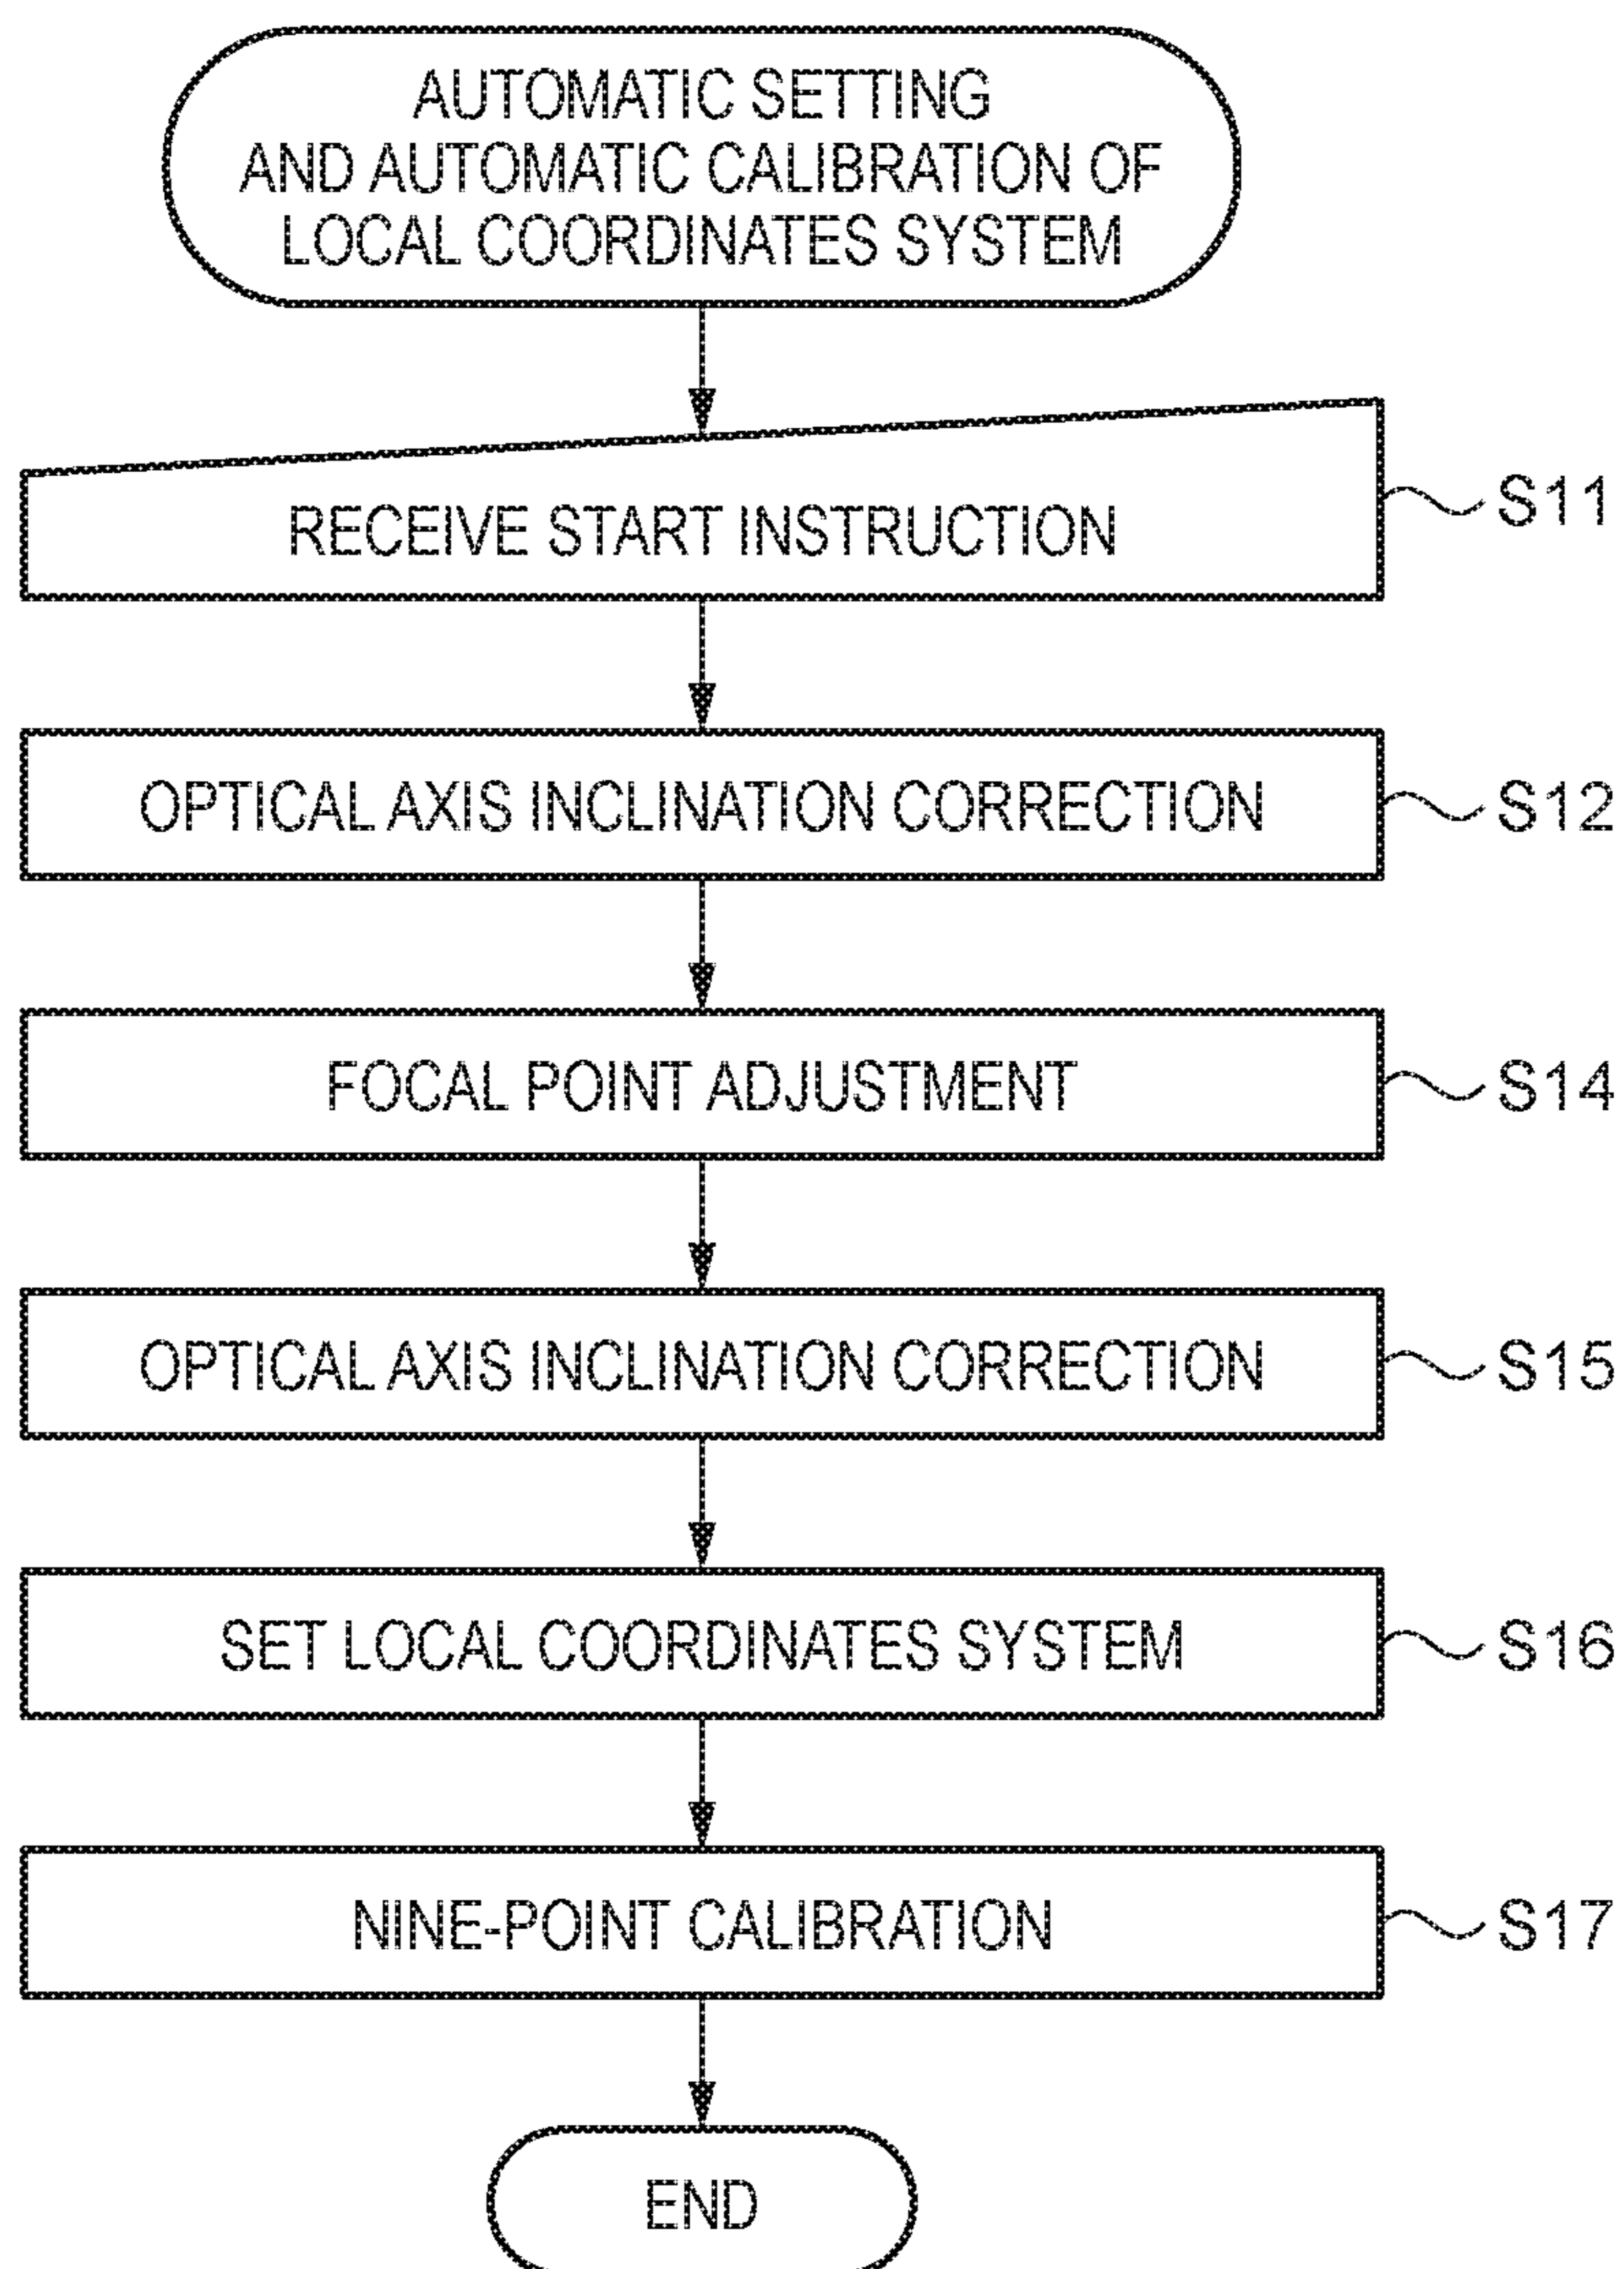 AUTOMATIC SETTING
AND AUTOMATIC CALIBRATION OF
LOCAL COORDINATES SYSTEM
RECEIVE START INSTRUCTION
S11
OPTICAL AXIS INCLINATION CORRECTION
S12
FOCAL POINT ADJUSTMENT
S14
OPTICAL AXIS INCLINATION CORRECTION
S15
SET LOCAL COORDINATES SYSTEM
S16
NINE-POINT CALIBRATION
S17
END